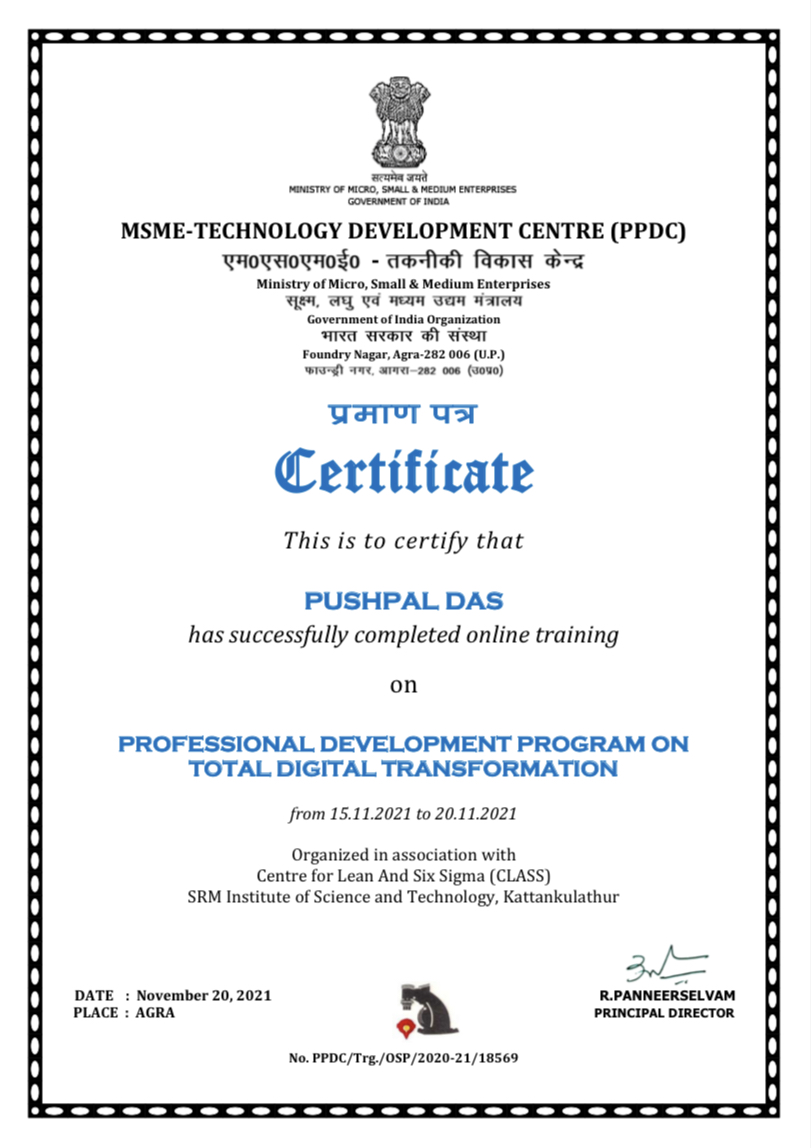 सत्यमेव जयते
MINISTRY OF MICRO, SMALL & MEDIUM ENTERPRISES
GOVERNMENT OF INDIA
MSME-TECHNOLOGY DEVELOPMENT CENTRE (PPDC)
एम0एस0एम0ई0 - तकनीकी विकास केन्द्र
Ministry of Micro, Small & Medium Enterprises
सूक्ष्म, लघु एवं मध्यम उद्यम मंत्रालय
Government of India Organization
भारत सरकार की संस्था
Foundry Nagar, Agra-282 006 (U.P.)
फाउन्ड्री नगर, आगरा–282 006 (उ0प्र0)
प्रमाण पत्र
Certificate
This is to certify that
PUSHPAL DAS
has successfully completed online training
on
PROFESSIONAL DEVELOPMENT PROGRAM ON
TOTAL DIGITAL TRANSFORMATION
from 15.11.2021 to 20.11.2021
Organized in association with
Centre for Lean And Six Sigma (CLASS)
SRM Institute of Science and Technology, Kattankulathur
DATE : November 20, 2021
PLACE : AGRA
R.PANNEERSELVAM
PRINCIPAL DIRECTOR
No. PPDC/Trg./OSP/2020-21/18569